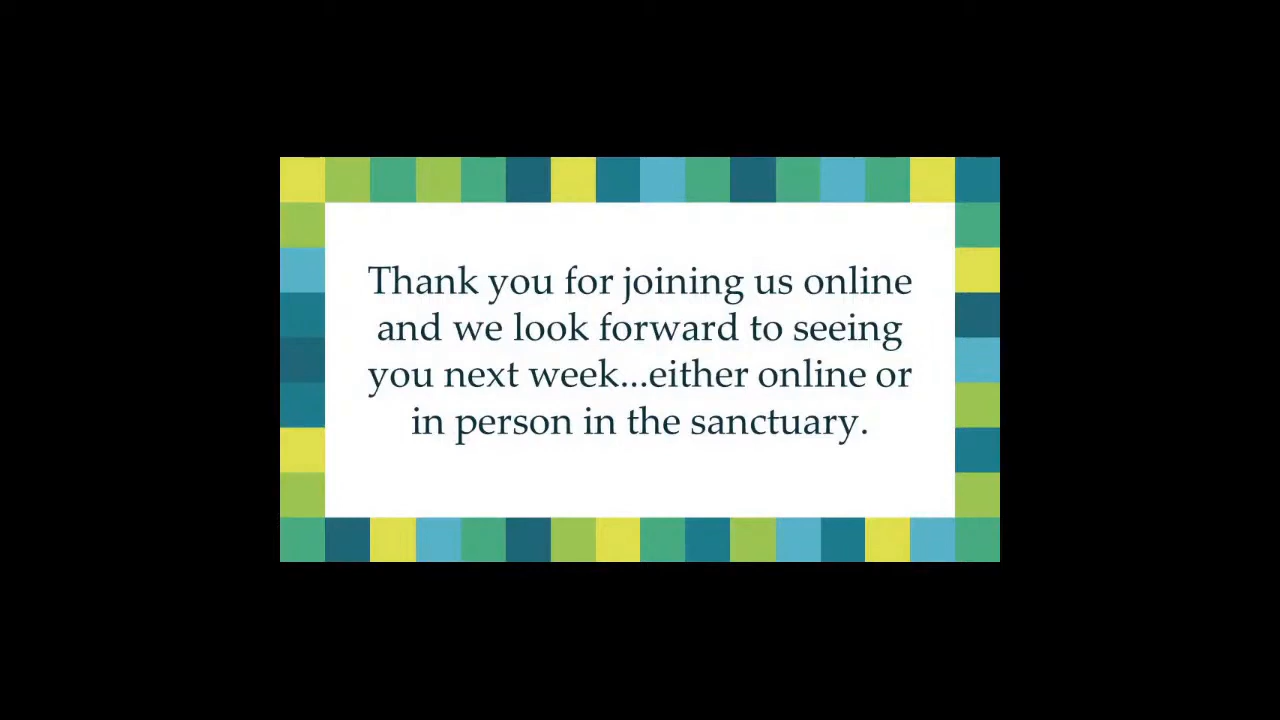 Thank you for joining us online
and we look forward to seeing
you next week...either online or
in person in the sanctuary.